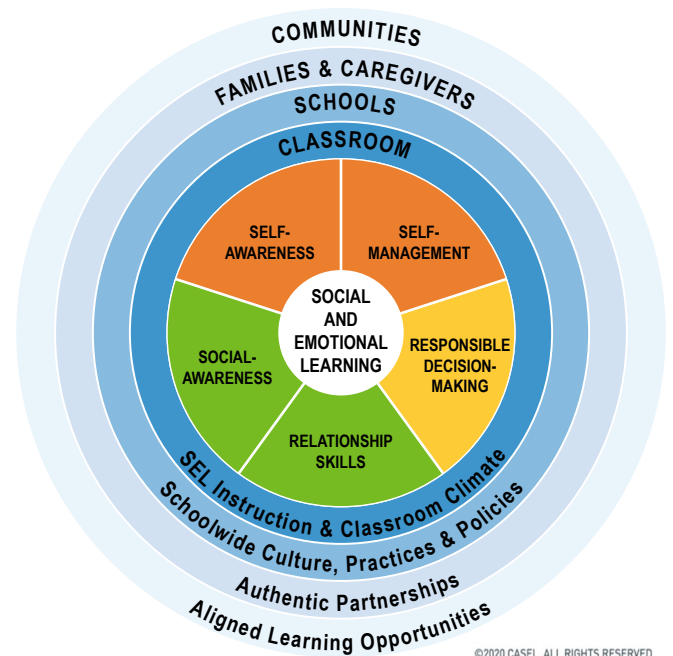 COMMUNITIES
FAMILIES & CAREGIVERS
SCHOOLS
CLASSROOM
SELF-
AWARENESS
SELF-
MANAGEMENT
SOCIAL
AND
EMOTIONAL
LEARNING
SOCIAL-
AWARENESS
RESPONSIBLE
DECISION-
MAKING
RELATIONSHIP
SKILLS
SEL Instruction & Classroom Climate
Schoolwide Culture, Practices & Policies
Authentic Partnerships
Aligned Learning Opportunities
©2020 CASEL. ALL RIGHTS RESERVED